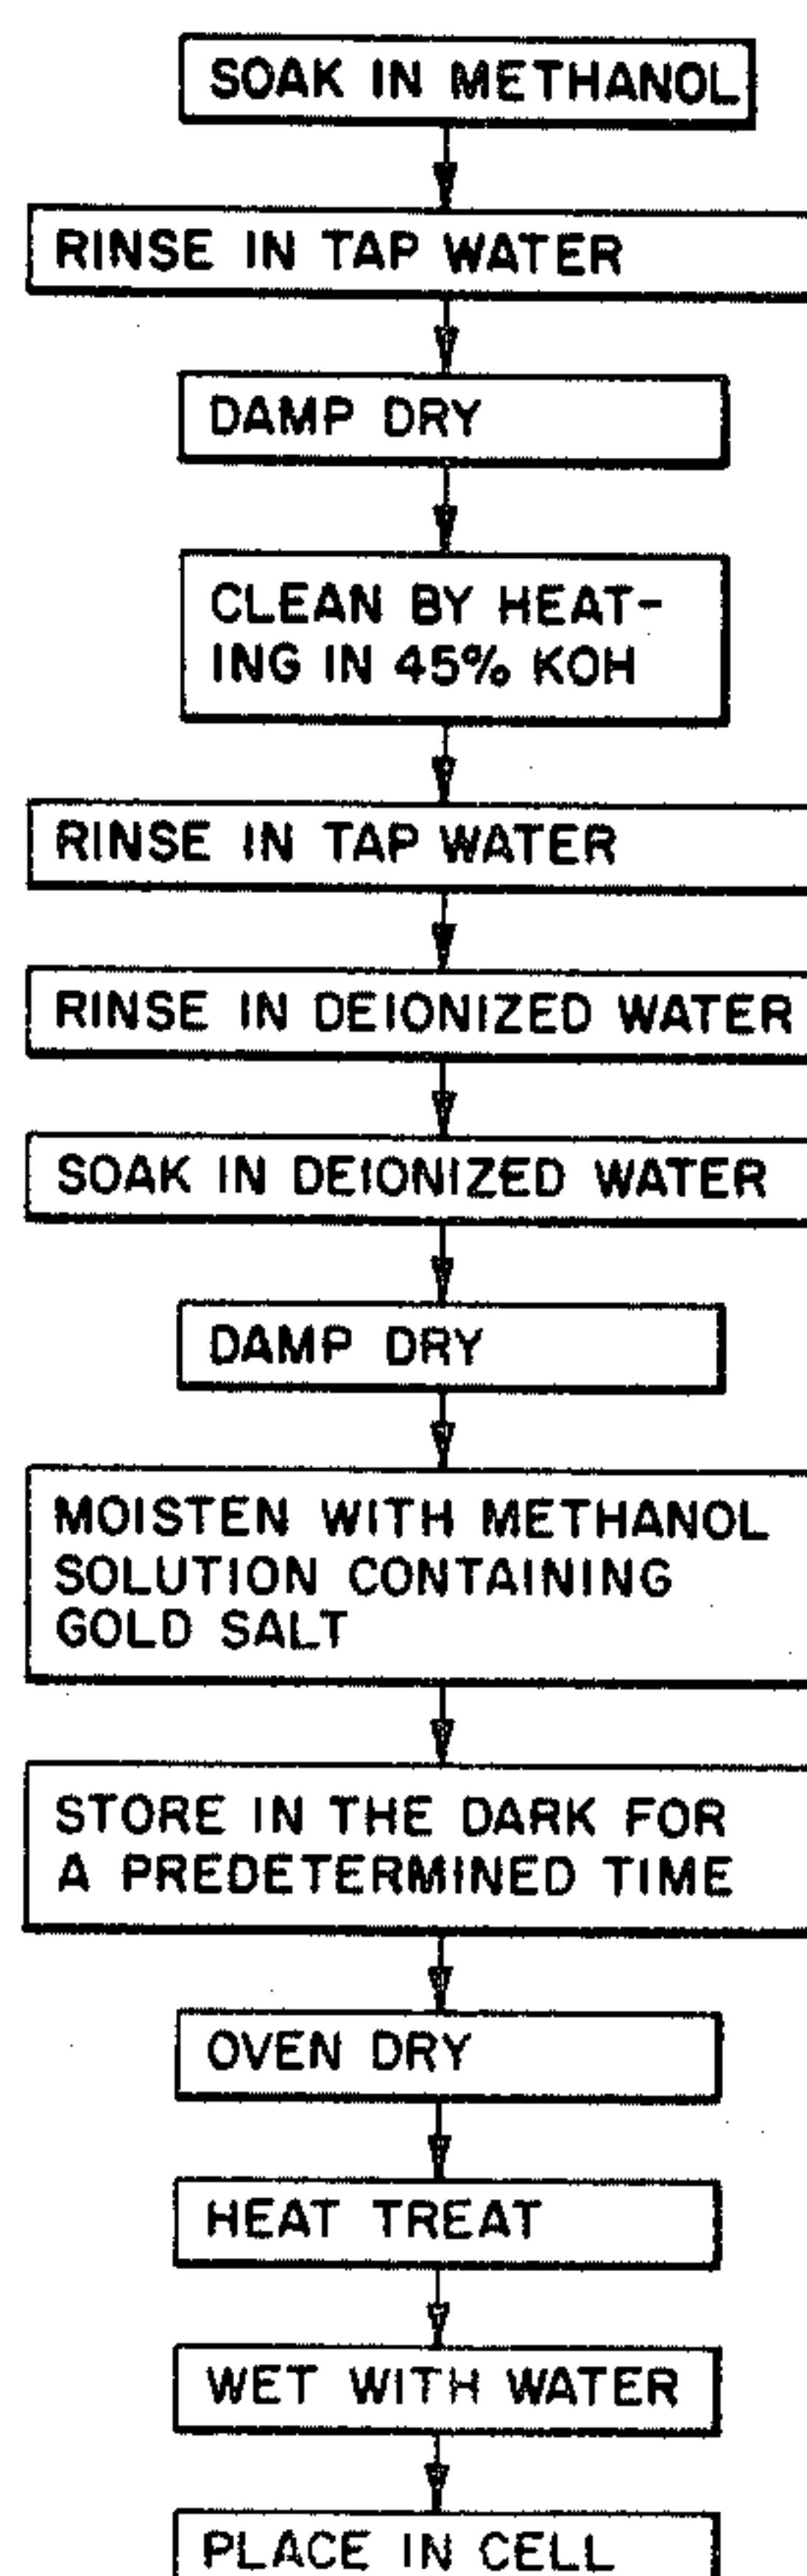 SOAK IN METHANOL
RINSE IN TAP WATER
DAMP DRY
CLEAN BY HEAT-
ING IN 45% KOH
RINSE IN TAP WATER
RINSE IN DEIONIZED WATER
SOAK IN DEIONIZED WATER
DAMP DRY
MOISTEN WITH METHANOL
SOLUTION CONTAINING
GOLD SALT
STORE IN THE DARK FOR
A PREDETERMINED TIME
OVEN DRY
HEAT TREAT
WET WITH WATER
PLACE IN CELL